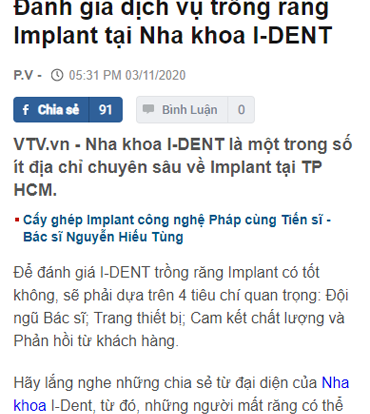 Đánh giá dịch vụ trồng răng
Implant tại Nha khoa I-DENT
P.V - 05:31 PM 03/11/2020
Chia sẻ 91 Bình Luận 0
VTV.vn - Nha khoa I-DENT là một trong số
ít địa chỉ chuyên sâu về Implant tại TP
HCM.
Cấy ghép Implant công nghệ Pháp cùng Tiến sĩ -
Bác sĩ Nguyễn Hiếu Tùng
Để đánh giá I-DENT trồng răng Implant có tốt
không, sẽ phải dựa trên 4 tiêu chí quan trọng: Đội
ngũ Bác sĩ; Trang thiết bị; Cam kết chất lượng và
Phản hồi từ khách hàng.
Hãy lắng nghe những chia sẻ từ đại diện của Nha
khoa I-Dent, từ đó, những người mất răng có thể